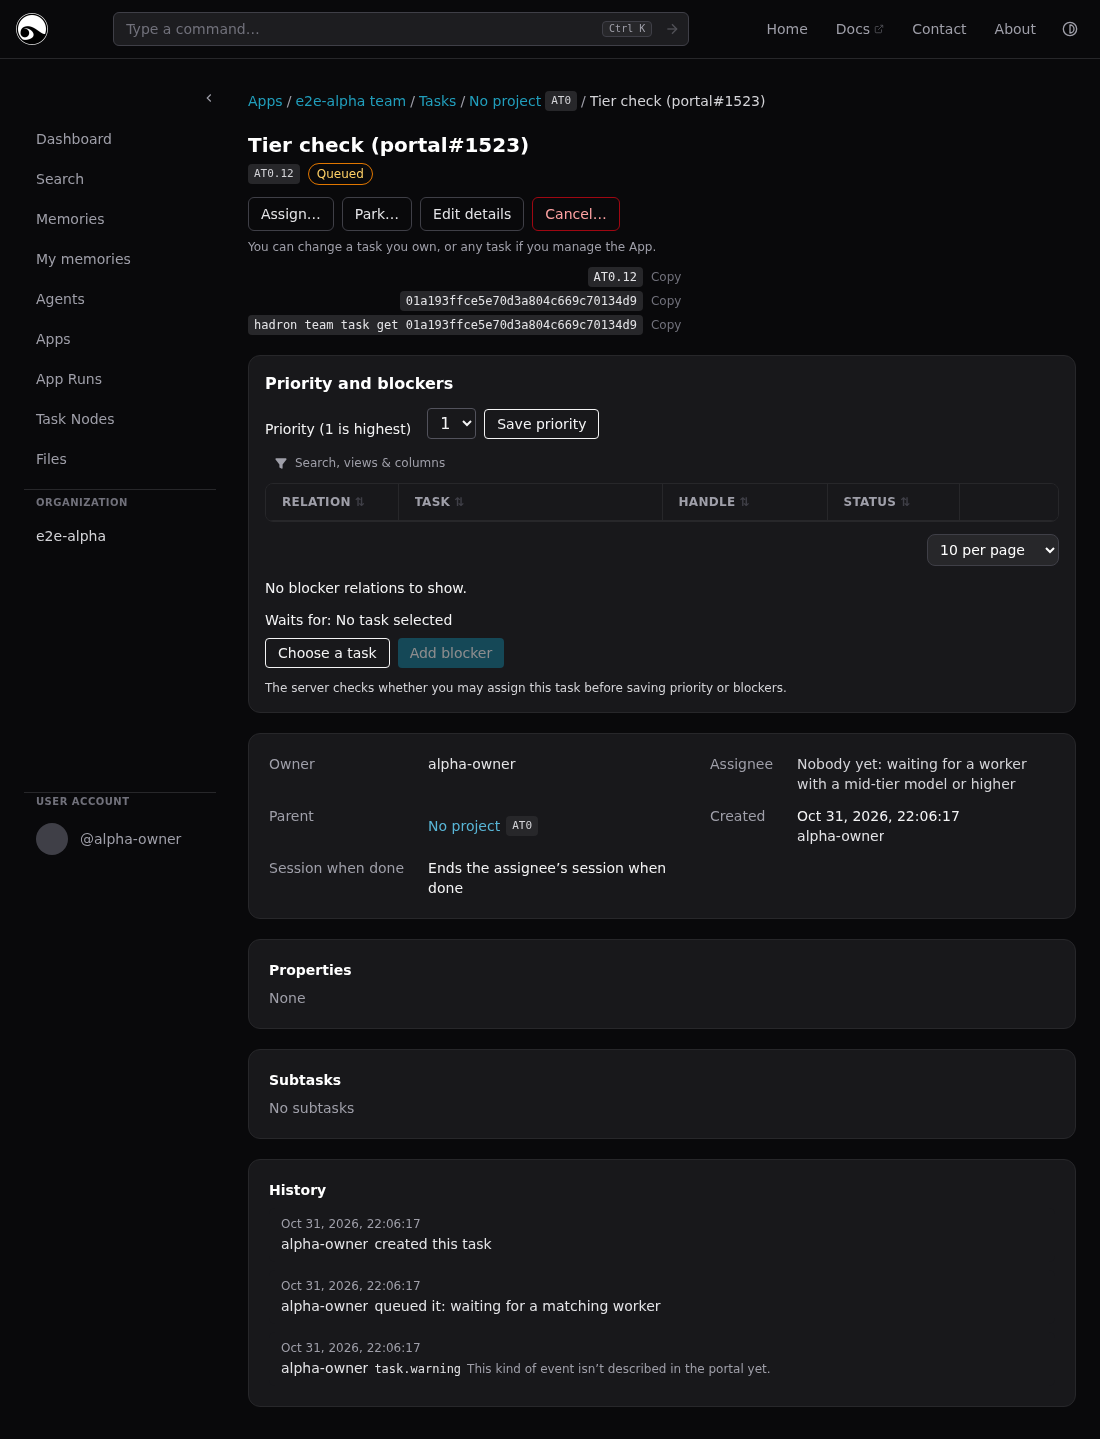 Type a command...
Ctrl K
Home
Docs
Contact
About
Dashboard
Search
Memories
My memories
Agents
Apps
App Runs
Task Nodes
Files
ORGANIZATION
e2e-alpha
USER ACCOUNT
@alpha-owner
Apps / e2e-alpha team / Tasks / No project AT0 / Tier check (portal#1523)
Tier check (portal#1523)
AT0.12 Queued
Assign… Park… Edit details Cancel…
You can change a task you own, or any task if you manage the App.
AT0.12 Copy
01a193ffce5e70d3a804c669c70134d9 Copy
hadron team task get 01a193ffce5e70d3a804c669c70134d9 Copy
Priority and blockers
Priority (1 is highest) 1 Save priority
Search, views & columns
RELATION TASK HANDLE STATUS
10 per page
No blocker relations to show.
Waits for: No task selected
Choose a task Add blocker
The server checks whether you may assign this task before saving priority or blockers.
Owner alpha-owner
Assignee Nobody yet: waiting for a worker
with a mid-tier model or higher
Parent No project AT0
Created Oct 31, 2026, 22:06:17
alpha-owner
Session when done Ends the assignee’s session when
done
Properties
None
Subtasks
No subtasks
History
Oct 31, 2026, 22:06:17
alpha-owner created this task
Oct 31, 2026, 22:06:17
alpha-owner queued it: waiting for a matching worker
Oct 31, 2026, 22:06:17
alpha-owner task.warning This kind of event isn’t described in the portal yet.